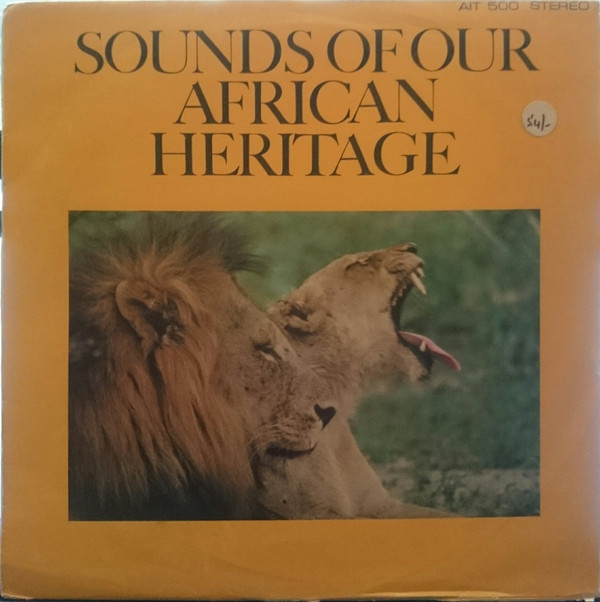 AIT 500 STEREO
SOUNDS OF OUR
AFRICAN
HERITAGE
54/-